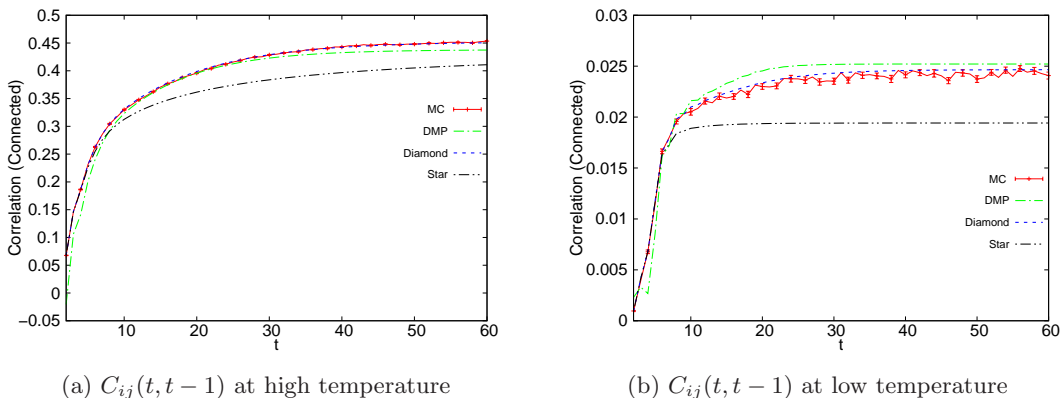 0.5
0.45
0.4
0.35
0.3
0.25
0.2
0.15
0.1
0.05
0
−0.05
Correlation (Connected)
MC
DMP
Diamond
Star
10 20 30 40 50 60
t
(a) C_{ij}(t, t − 1) at high temperature
0.03
0.025
0.02
0.015
0.01
0.005
0
Correlation (Connected)
MC
DMP
Diamond
Star
10 20 30 40 50 60
t
(b) C_{ij}(t, t − 1) at low temperature